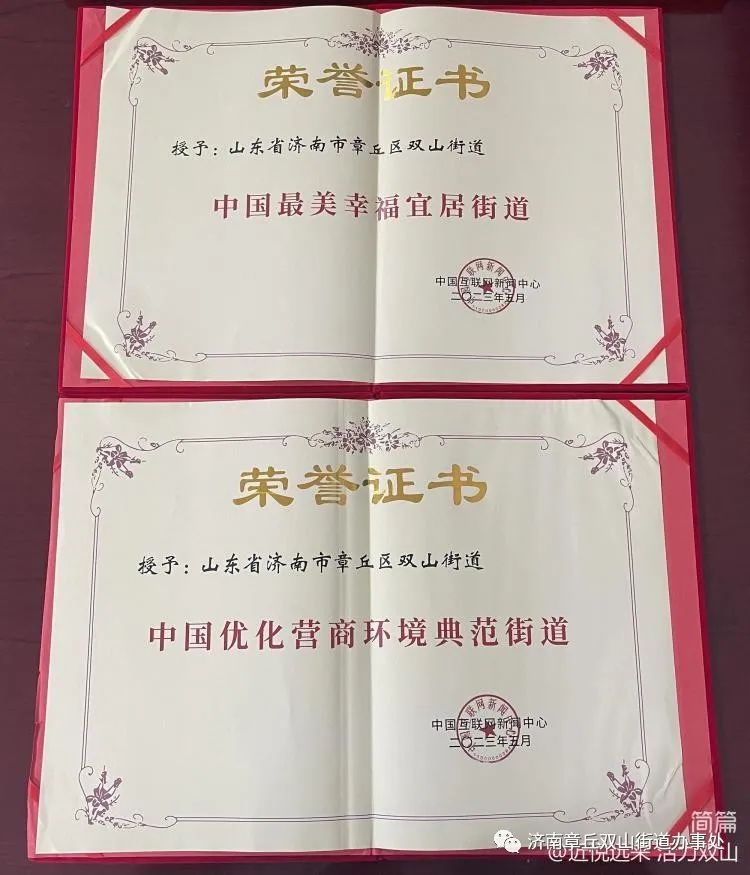 荣誉证书
授予：山东省济南市章丘区双山街道
中国最美幸福宜居街道
中国互联网新闻中心
二〇二三年五月
荣誉证书
授予：山东省济南市章丘区双山街道
中国优化营商环境典范街道
中国互联网新闻中心
二〇二三年五月
简篇
济南章丘双山街道办事处
@近悦远来 活力双山